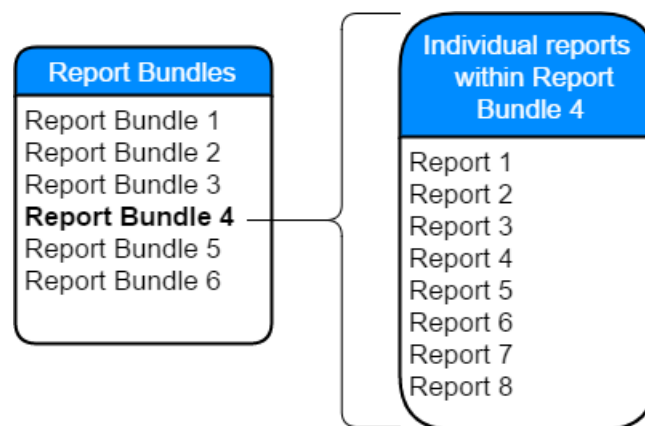 Report Bundles
Report Bundle 1
Report Bundle 2
Report Bundle 3
Report Bundle 4
Report Bundle 5
Report Bundle 6
Individual reports
within Report
Bundle 4
Report 1
Report 2
Report 3
Report 4
Report 5
Report 6
Report 7
Report 8